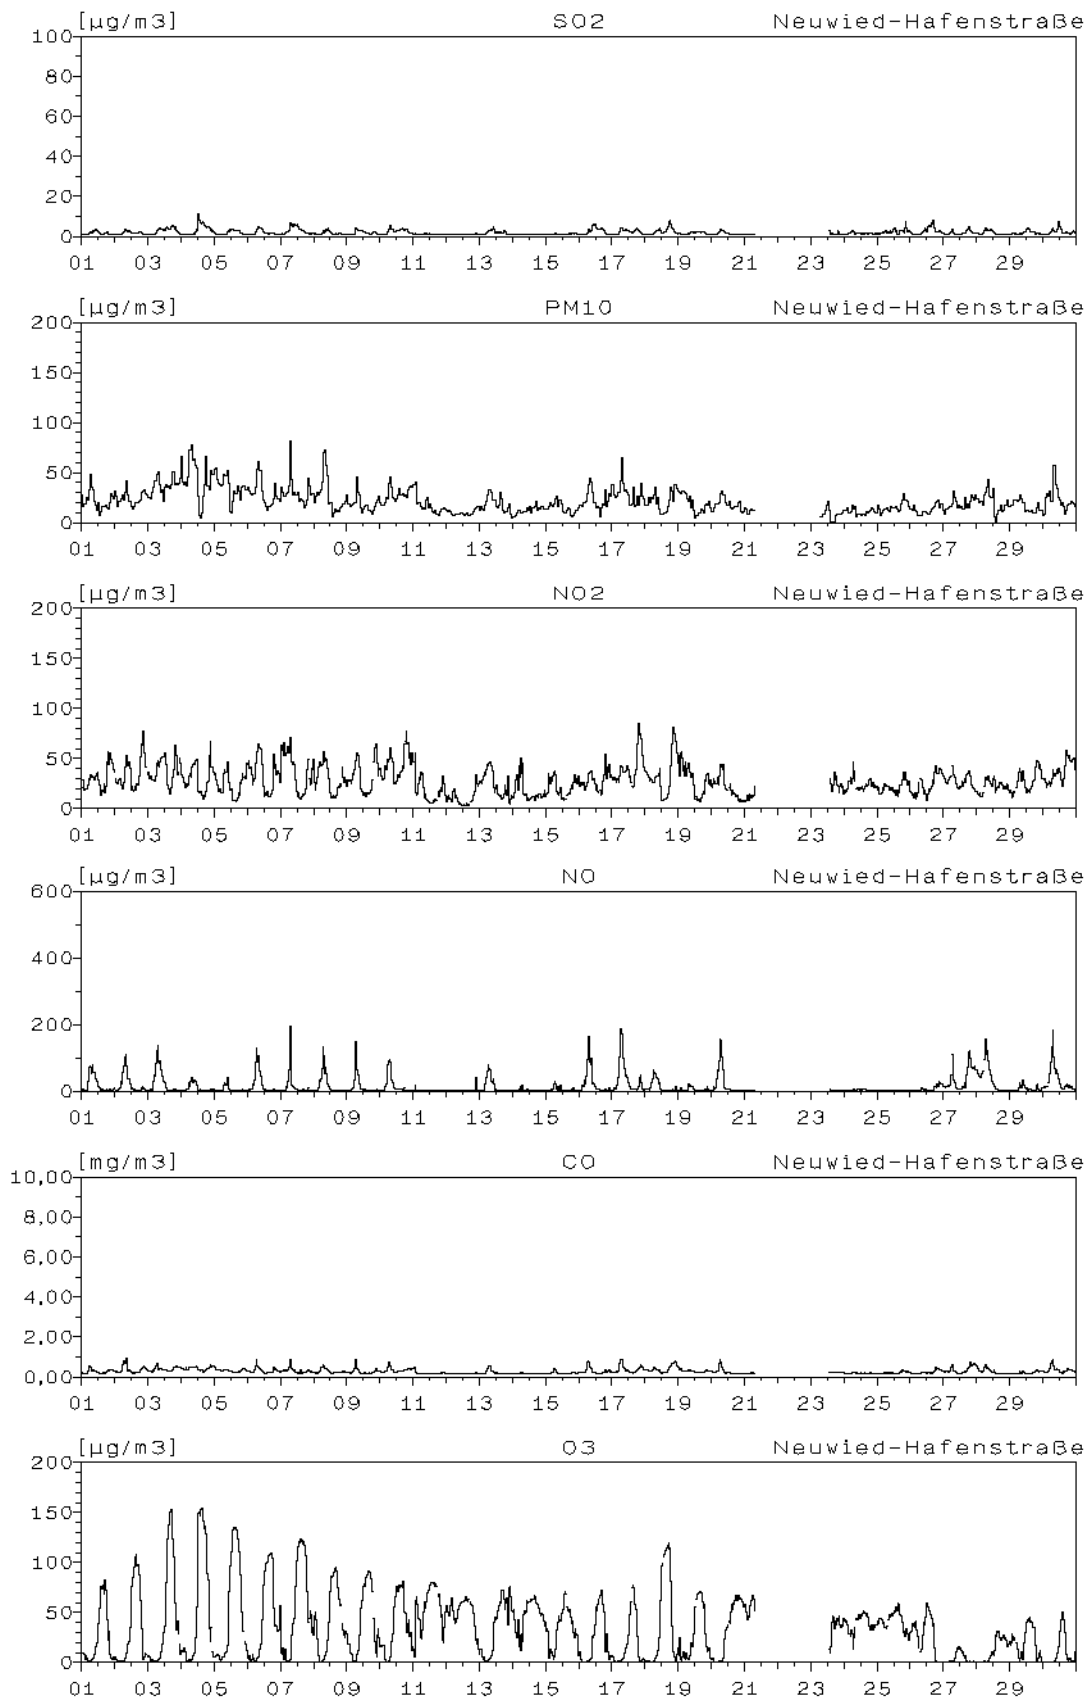 [µg/m3] SO2 Neuwied-Hafenstraße
100
80
60
40
20
0
01 03 05 07 09 11 13 15 17 19 21 23 25 27 29
[µg/m3] PM10 Neuwied-Hafenstraße
200
150
100
50
0
01 03 05 07 09 11 13 15 17 19 21 23 25 27 29
[µg/m3] NO2 Neuwied-Hafenstraße
200
150
100
50
0
01 03 05 07 09 11 13 15 17 19 21 23 25 27 29
[µg/m3] NO Neuwied-Hafenstraße
600
400
200
0
01 03 05 07 09 11 13 15 17 19 21 23 25 27 29
[mg/m3] CO Neuwied-Hafenstraße
10,00
8,00
6,00
4,00
2,00
0,00
01 03 05 07 09 11 13 15 17 19 21 23 25 27 29
[µg/m3] O3 Neuwied-Hafenstraße
200
150
100
50
0
01 03 05 07 09 11 13 15 17 19 21 23 25 27 29